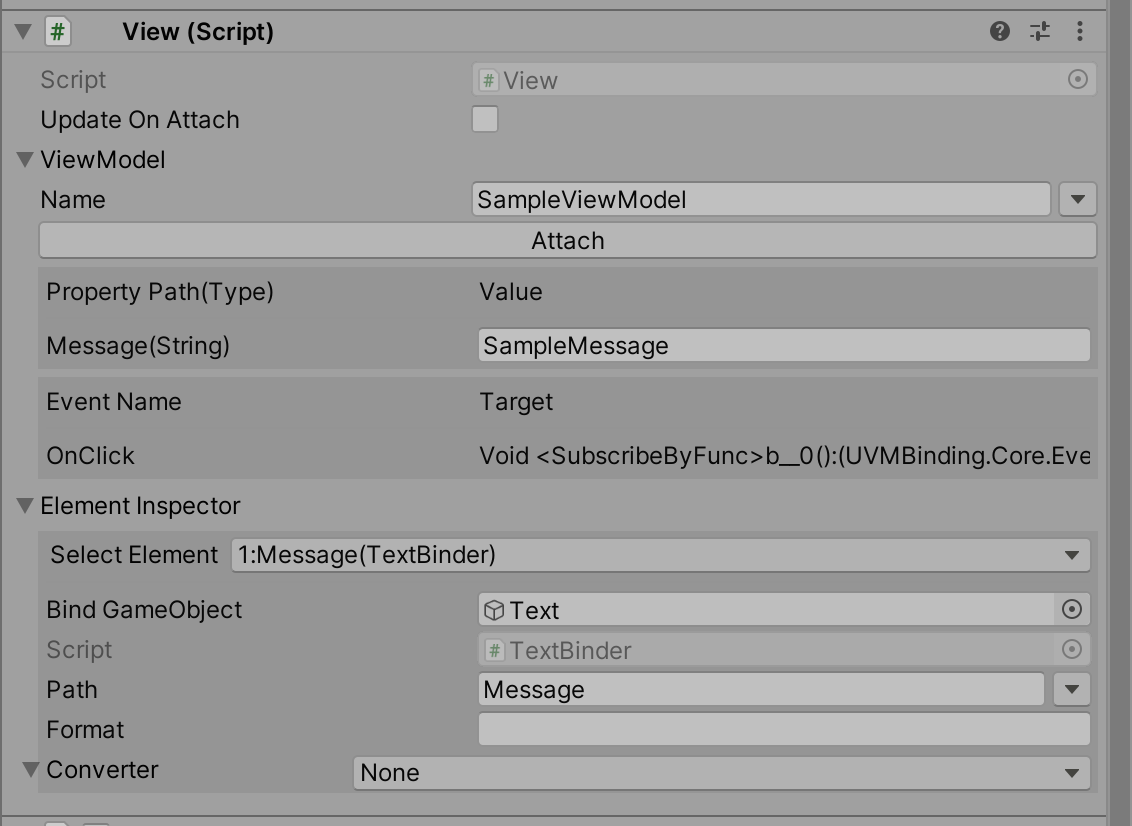 # View (Script)
Script # View
Update On Attach
ViewModel
Name SampleViewModel
Attach
Property Path(Type) Value
Message(String) SampleMessage
Event Name Target
OnClick Void <SubscribeByFunc>b__0():(UVMBinding.Core.Eve
Element Inspector
Select Element 1:Message(TextBinder)
Bind GameObject Text
Script # TextBinder
Path Message
Format
Converter None